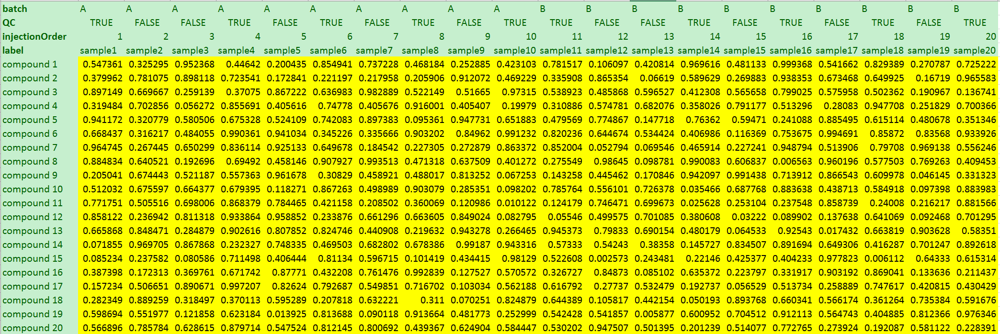 batch A A A A A A A A A A B B B B B B B B B B
QC TRUE FALSE FALSE TRUE FALSE TRUE FALSE TRUE FALSE TRUE TRUE FALSE FALSE TRUE FALSE TRUE FALSE TRUE FALSE TRUE
injectionOrder 1 2 3 4 5 6 7 8 9 10 11 12 13 14 15 16 17 18 19 20
label sample1 sample2 sample3 sample4 sample5 sample6 sample7 sample8 sample9 sample10 sample11 sample12 sample13 sample14 sample15 sample16 sample17 sample18 sample19 sample20
compound 1 0.547361 0.325295 0.952368 0.44642 0.200435 0.854941 0.737228 0.468184 0.252885 0.423103 0.781517 0.106097 0.420814 0.969616 0.481133 0.999368 0.541662 0.829389 0.270787 0.725222
compound 2 0.379962 0.781075 0.898118 0.723541 0.172841 0.221197 0.217958 0.205906 0.912072 0.469229 0.335908 0.865354 0.06619 0.589629 0.269883 0.938353 0.673468 0.649925 0.16719 0.965583
compound 3 0.897149 0.669667 0.259139 0.37075 0.867222 0.636983 0.982889 0.522149 0.51665 0.97315 0.538923 0.485868 0.596527 0.412308 0.565658 0.799025 0.575958 0.502362 0.190967 0.136741
compound 4 0.319484 0.702856 0.056272 0.855691 0.405616 0.74778 0.405676 0.916001 0.405407 0.19979 0.310886 0.574781 0.682076 0.358026 0.791177 0.513296 0.28083 0.947708 0.251829 0.700366
compound 5 0.941172 0.320779 0.580506 0.675328 0.524109 0.742083 0.897383 0.095361 0.947731 0.651883 0.479569 0.774867 0.147718 0.76362 0.59471 0.241088 0.885495 0.615114 0.480678 0.351346
compound 6 0.668437 0.316217 0.484055 0.990361 0.941034 0.345226 0.335666 0.903202 0.84962 0.991232 0.820236 0.644674 0.534424 0.406986 0.116369 0.753675 0.994691 0.85872 0.83568 0.933926
compound 7 0.964745 0.267445 0.650299 0.836114 0.925133 0.649678 0.184542 0.227305 0.272879 0.863372 0.852004 0.052794 0.069546 0.465914 0.227241 0.948794 0.513906 0.79708 0.969138 0.556246
compound 8 0.884834 0.640521 0.192696 0.69492 0.458146 0.907927 0.993513 0.471318 0.637509 0.401272 0.275549 0.98645 0.098781 0.990083 0.606837 0.006563 0.960196 0.577503 0.769263 0.409453
compound 9 0.205041 0.674443 0.521187 0.557363 0.961678 0.30829 0.458921 0.488017 0.813252 0.067253 0.143258 0.445462 0.170846 0.942097 0.991438 0.713912 0.866543 0.609978 0.046145 0.331323
compound 10 0.512032 0.675597 0.664377 0.679395 0.118271 0.867263 0.498989 0.903079 0.285351 0.098202 0.785764 0.556101 0.726378 0.035466 0.687768 0.883638 0.438713 0.584918 0.097398 0.883983
compound 11 0.771751 0.505516 0.698006 0.868379 0.784465 0.421158 0.208502 0.360069 0.120986 0.010122 0.124179 0.746471 0.699673 0.025628 0.253104 0.237548 0.858739 0.24008 0.216217 0.881566
compound 12 0.858122 0.236942 0.811318 0.933864 0.958852 0.233876 0.661296 0.663605 0.849024 0.082795 0.05546 0.499575 0.701085 0.380608 0.03222 0.089902 0.137638 0.641069 0.092468 0.701295
compound 13 0.665868 0.848471 0.284879 0.902616 0.807852 0.824746 0.440908 0.219632 0.943278 0.266465 0.945373 0.79833 0.690154 0.480179 0.064533 0.92543 0.017432 0.663819 0.903628 0.58351
compound 14 0.071855 0.969705 0.867868 0.232327 0.748335 0.469503 0.682802 0.678386 0.99187 0.943316 0.57333 0.54243 0.38358 0.145727 0.834507 0.891694 0.649306 0.416287 0.701247 0.892618
compound 15 0.085234 0.237582 0.080586 0.711498 0.406444 0.81134 0.596715 0.101419 0.434415 0.98129 0.522608 0.002573 0.243481 0.22146 0.425377 0.404233 0.977823 0.006112 0.64333 0.615314
compound 16 0.387398 0.172313 0.369761 0.671742 0.87771 0.432208 0.761476 0.992839 0.127527 0.570572 0.326727 0.84873 0.085102 0.635372 0.223797 0.331917 0.903192 0.869041 0.133636 0.211437
compound 17 0.157234 0.506651 0.890671 0.997207 0.82624 0.792687 0.549851 0.716702 0.103034 0.562188 0.616792 0.27737 0.532479 0.192737 0.056529 0.513734 0.258889 0.747617 0.420815 0.430429
compound 18 0.282349 0.889259 0.318497 0.370113 0.595289 0.207818 0.632221 0.311 0.070251 0.824879 0.644389 0.105817 0.442154 0.050193 0.893768 0.660341 0.566174 0.361264 0.735384 0.591676
compound 19 0.598694 0.551977 0.121858 0.623184 0.013925 0.813688 0.090118 0.913664 0.481773 0.252999 0.542428 0.541857 0.005877 0.600952 0.704512 0.912113 0.564743 0.404885 0.812366 0.976346
compound 20 0.566896 0.785784 0.628615 0.879714 0.547524 0.812145 0.800692 0.439367 0.624904 0.584447 0.530202 0.947507 0.501395 0.201239 0.514077 0.772765 0.273924 0.192087 0.581122 0.228391